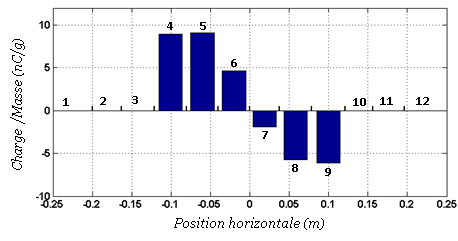 Charge /Masse (nC/g)
10
5
0
-5
-10
1 2 3 4 5 6 7 8 9 10 11 12
-0.25 -0.2 -0.15 -0.1 -0.05 0 0.05 0.1 0.15 0.2 0.25
Position horizontale (m)